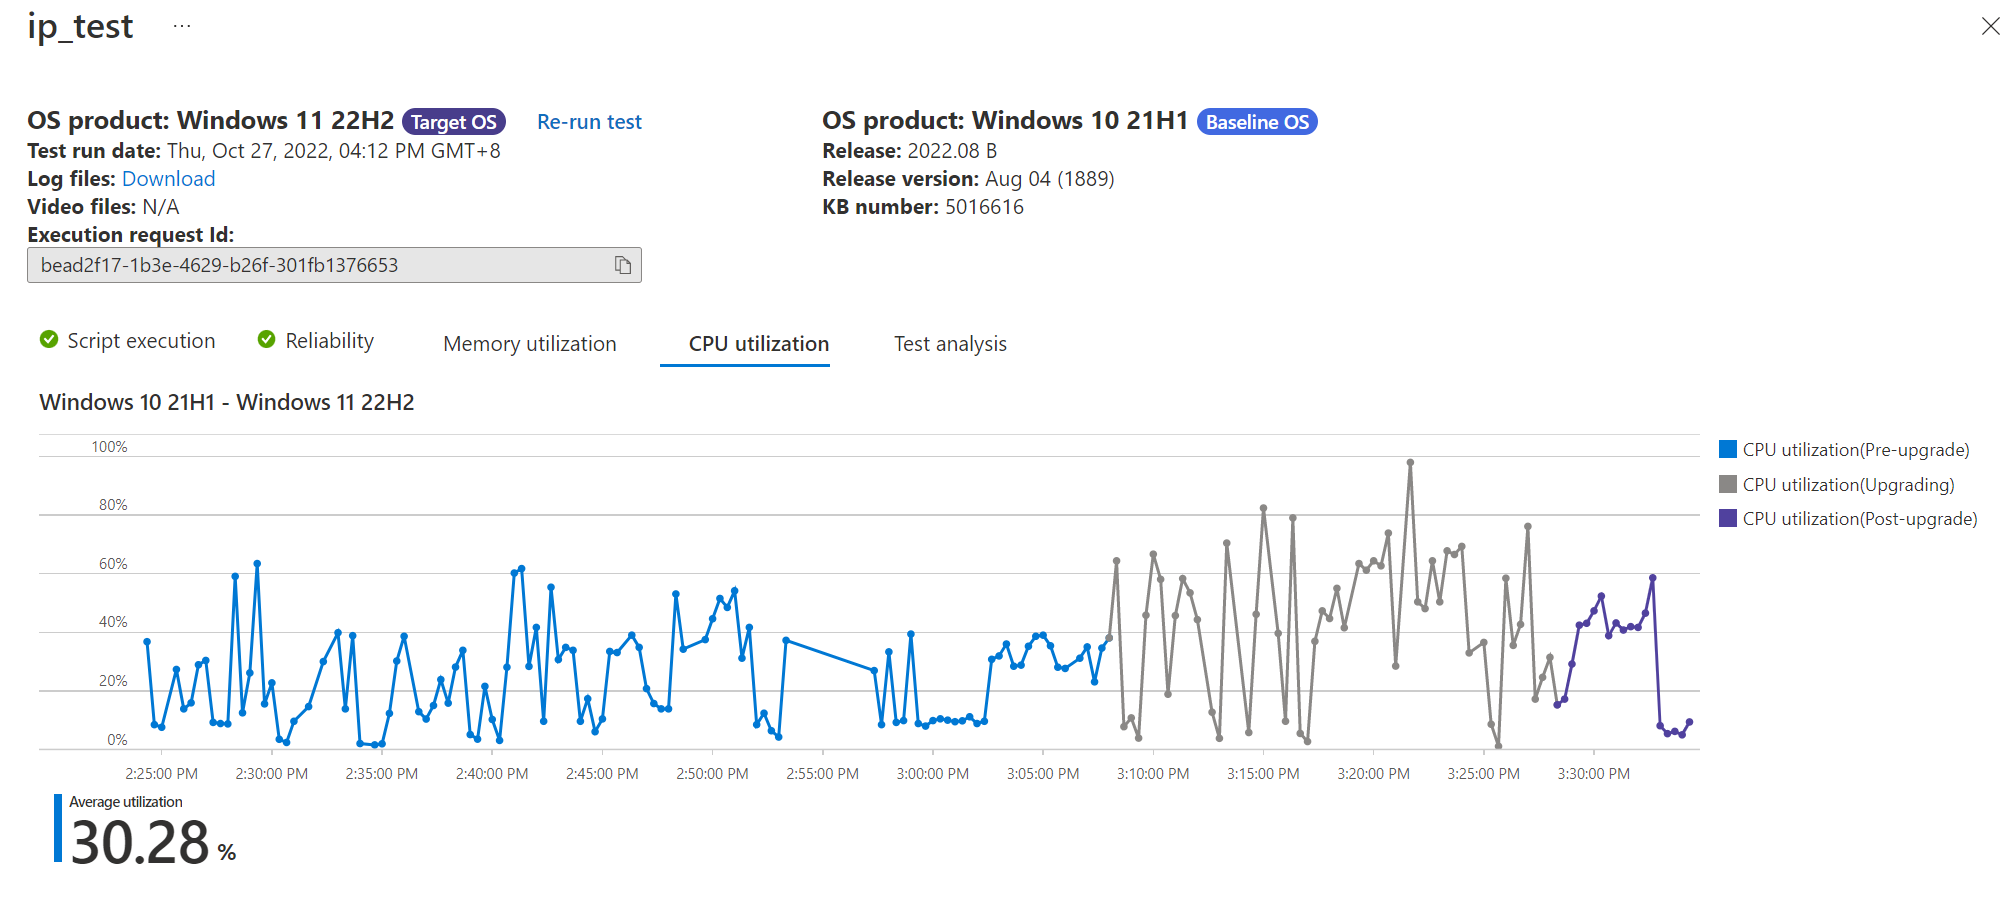 ip_test ...
OS product: Windows 11 22H2 Target OS Re-run test
Test run date: Thu, Oct 27, 2022, 04:12 PM GMT+8
Log files: Download
Video files: N/A
Execution request Id:
bead2f17-1b3e-4629-b26f-301fb1376653
OS product: Windows 10 21H1 Baseline OS
Release: 2022.08 B
Release version: Aug 04 (1889)
KB number: 5016616
Script execution Reliability Memory utilization CPU utilization Test analysis
Windows 10 21H1 - Windows 11 22H2
100%
80%
60%
40%
20%
0%
2:25:00 PM 2:30:00 PM 2:35:00 PM 2:40:00 PM 2:45:00 PM 2:50:00 PM 2:55:00 PM 3:00:00 PM 3:05:00 PM 3:10:00 PM 3:15:00 PM 3:20:00 PM 3:25:00 PM 3:30:00 PM
CPU utilization(Pre-upgrade)
CPU utilization(Upgrading)
CPU utilization(Post-upgrade)
Average utilization
30.28 %